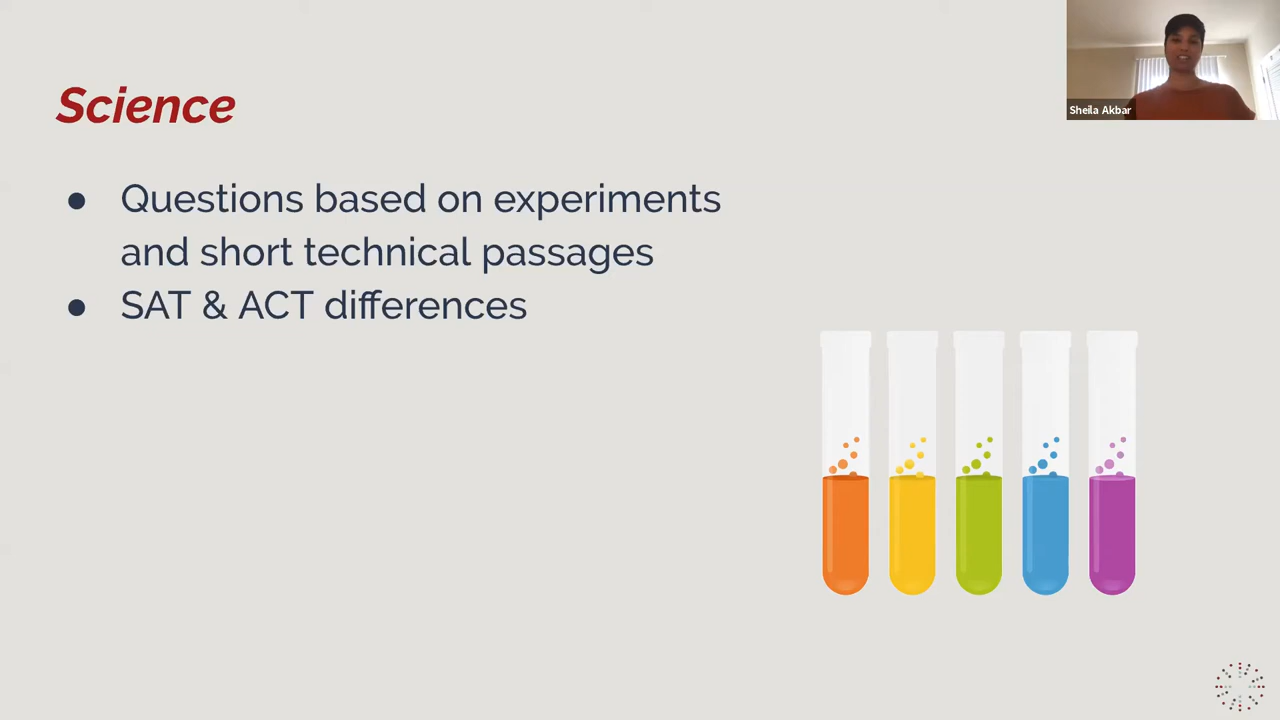 Science
● Questions based on experiments
and short technical passages
● SAT & ACT differences
Sheila Akbar